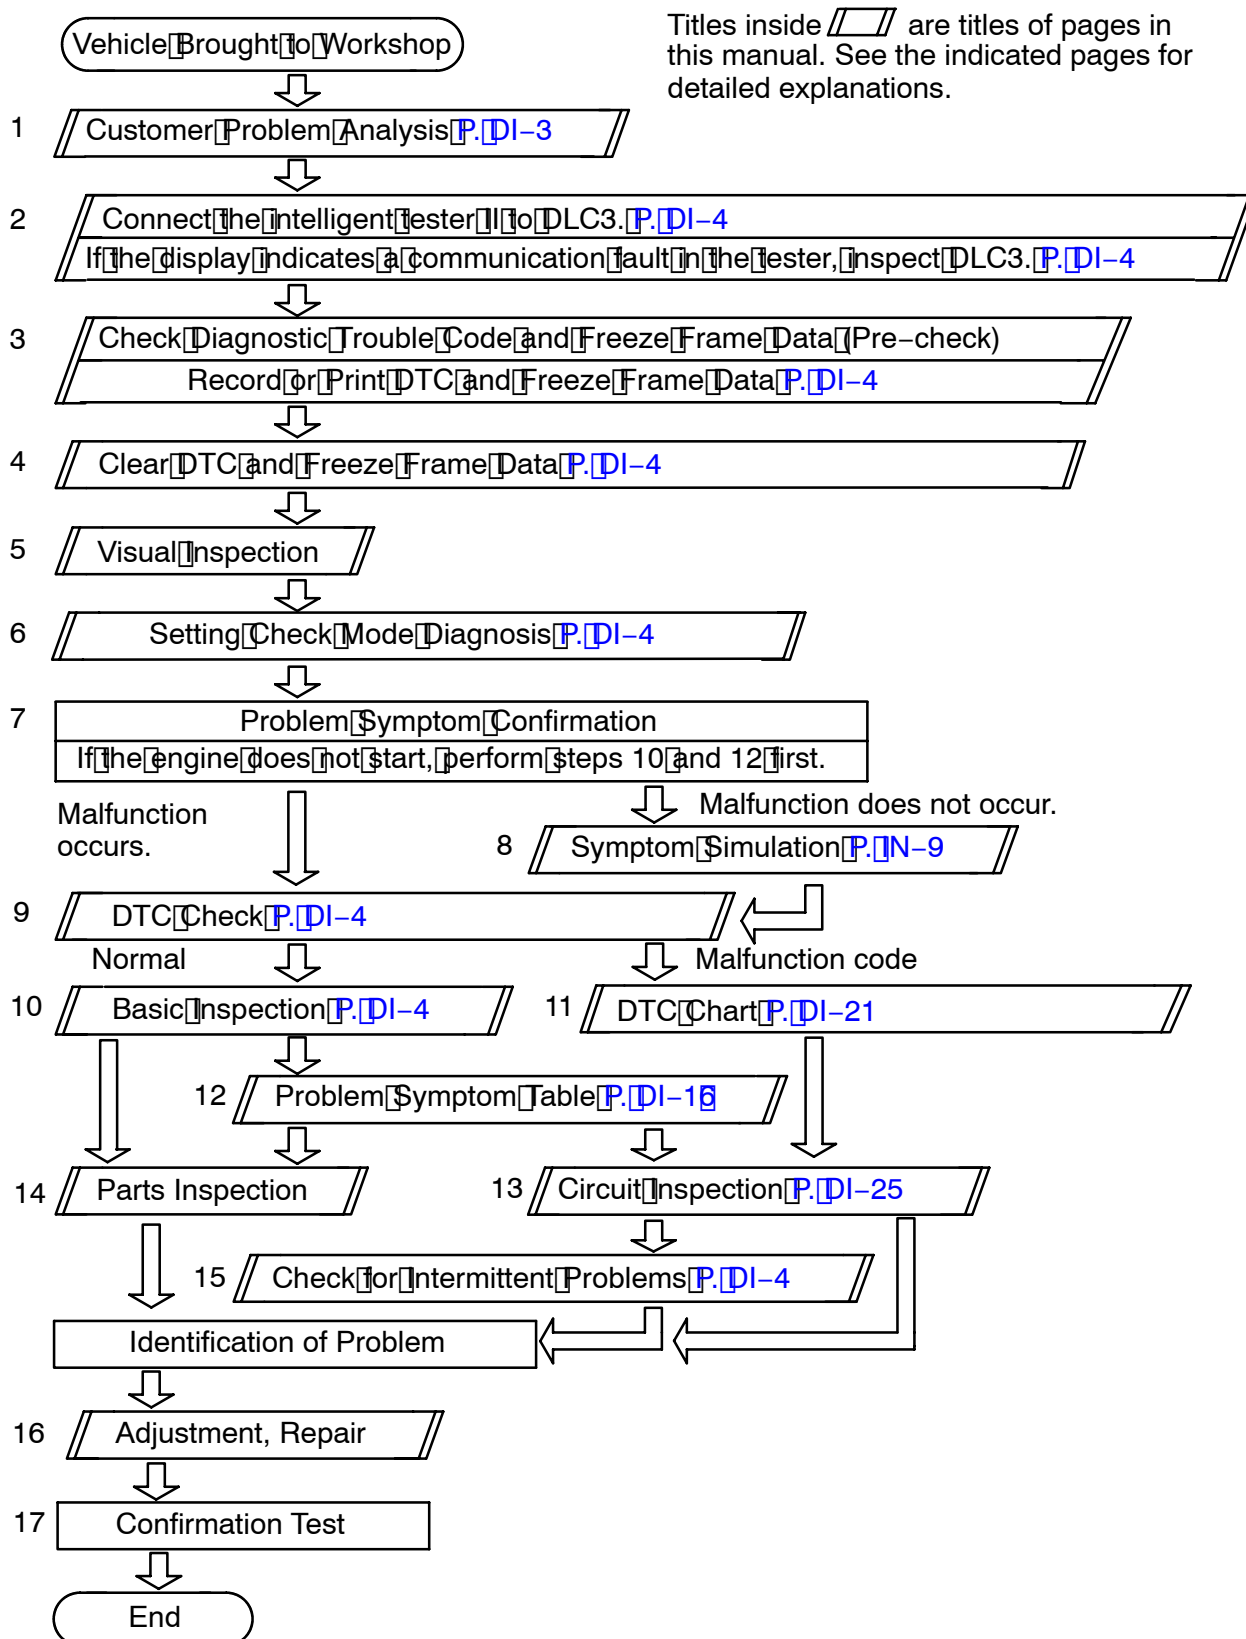 Vehicle Brought to Workshop
Titles inside are titles of pages in
this manual. See the indicated pages for
detailed explanations.
1
Customer Problem Analysis P. DI-3
2
Connect the intelligent tester II to DLC3. P. DI-4
If the display indicates a communication fault in the tester, inspect DLC3. P. DI-4
3
Check Diagnostic Trouble Code and Freeze Frame Data (Pre-check)
Record or Print DTC and Freeze Frame Data P. DI-4
4
Clear DTC and Freeze Frame Data P. DI-4
5
Visual Inspection
6
Setting Check Mode Diagnosis P. DI-4
7
Problem Symptom Confirmation
If the engine does not start, perform steps 10 and 12 first.
Malfunction
occurs.
Malfunction does not occur.
8
Symptom Simulation P. IN-9
9
DTC Check P. DI-4
Normal
Malfunction code
10
Basic Inspection P. DI-4
11
DTC Chart P. DI-21
12
Problem Symptom Table P. DI-16
14
Parts Inspection
13
Circuit Inspection P. DI-25
15
Check for Intermittent Problems P. DI-4
Identification of Problem
16
Adjustment, Repair
17
Confirmation Test
End